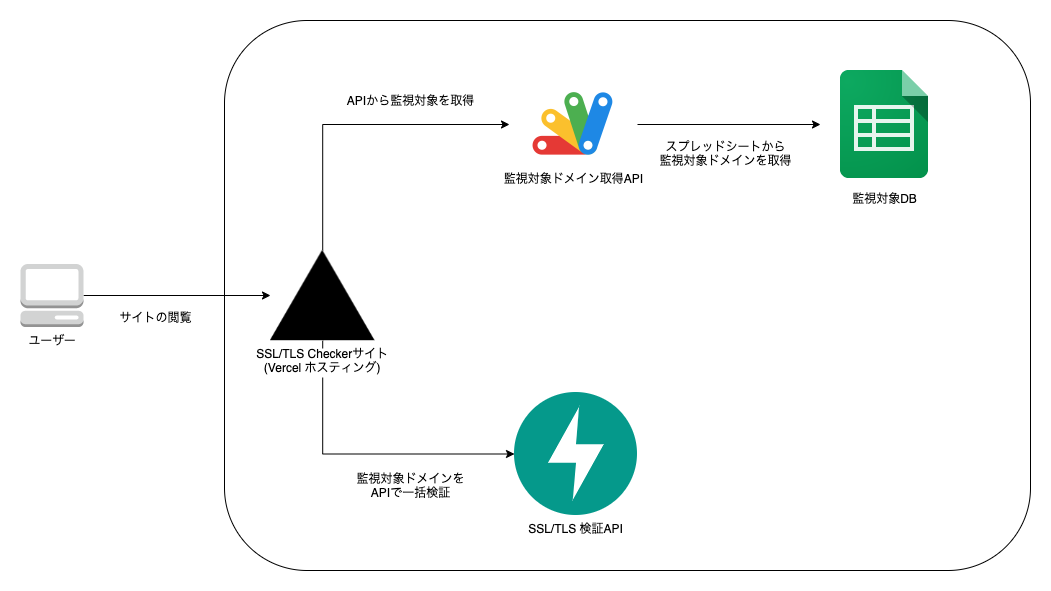 APIから監視対象を取得
監視対象ドメイン取得API
スプレッドシートから
監視対象ドメインを取得
監視対象DB
ユーザー
サイトの閲覧
SSL/TLS Checkerサイト
(Vercel ホスティング)
監視対象ドメインを
APIで一括検証
SSL/TLS 検証API